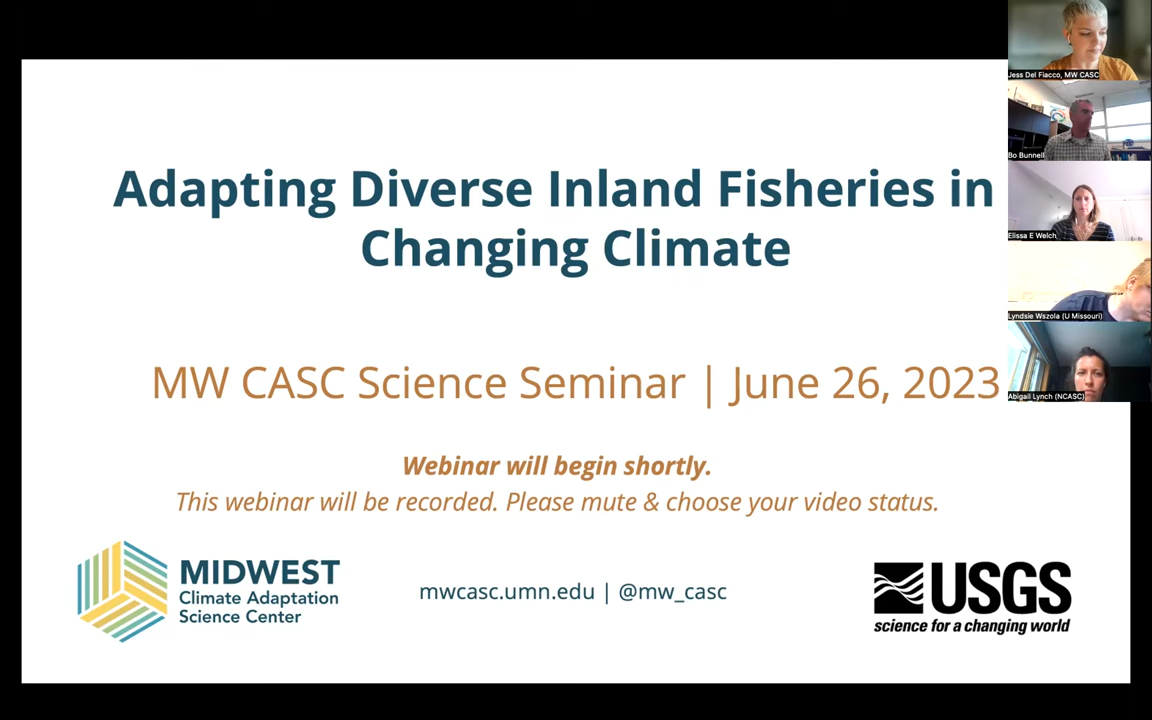 Adapting Diverse Inland Fisheries in
Changing Climate
MW CASC Science Seminar | June 26, 2023
Webinar will begin shortly.
This webinar will be recorded. Please mute & choose your video status.
MIDWEST
Climate Adaptation
Science Center
mwcasc.umn.edu | @mw_casc
USGS
science for a changing world
Jess Del Fiacco, MW CASC
Bo Bunnell
Elissa E Welch
Lyndsie Wszola (U Missouri)
Abigail Lynch (NCASC)